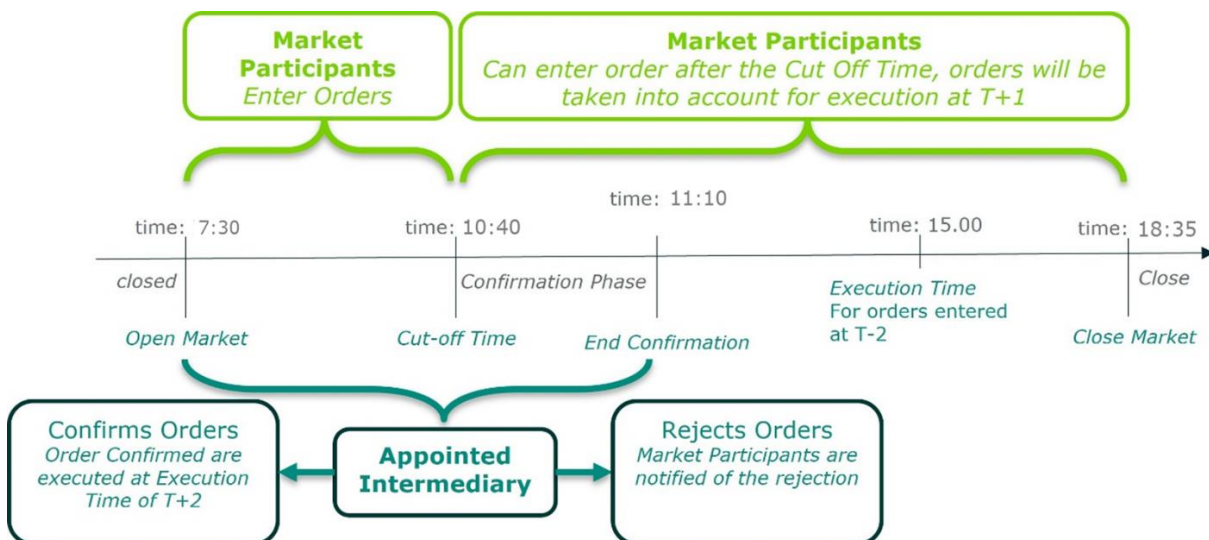 Market
Participants
Enter Orders
Market Participants
Can enter order after the Cut Off Time, orders will be
taken into account for execution at T+1
time: 7:30
time: 10:40
time: 11:10
time: 15.00
time: 18:35
closed
Confirmation Phase
Close
Open Market
Cut-off Time
End Confirmation
Execution Time
For orders entered
at T-2
Close Market
Confirms Orders
Order Confirmed are
executed at Execution
Time of T+2
Appointed
Intermediary
Rejects Orders
Market Participants are
notified of the rejection